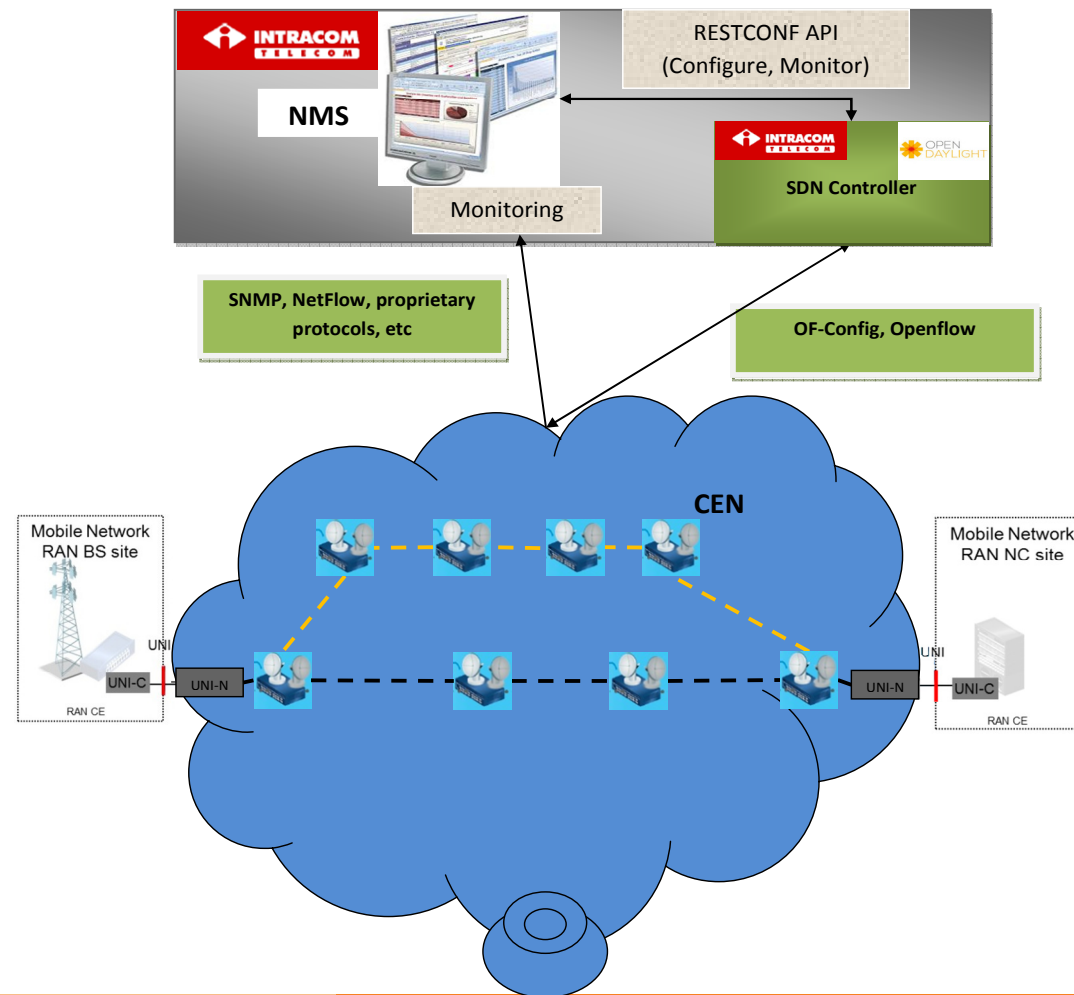 INTRACOM
TELECOM
NMS
RESTCONF API
(Configure, Monitor)
INTRACOM
TELECOM
OPEN
DAYLIGHT
SDN Controller
Monitoring
SNMP, NetFlow, proprietary
protocols, etc
OF-Config, Openflow
CEN
Mobile Network
RAN BS site
UNI
UNI-C
UNI-N
RAN CE
Mobile Network
RAN NC site
UNI
UNI-N
UNI-C
RAN CE